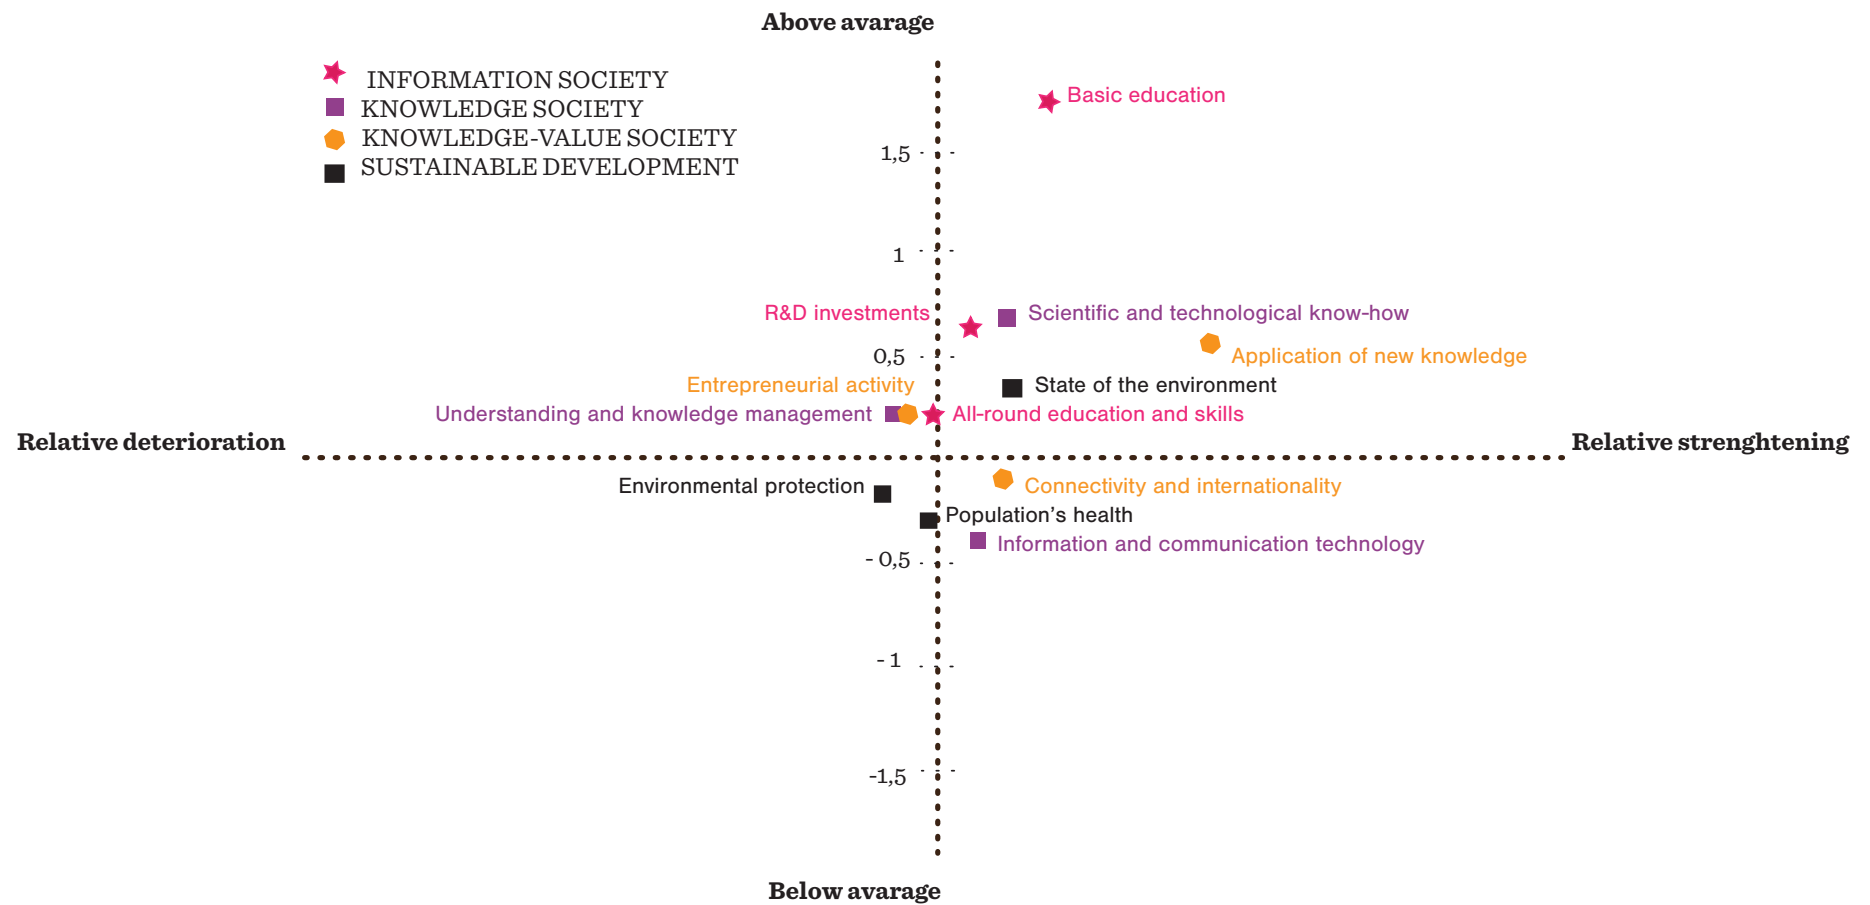 Above avarage
INFORMATION SOCIETY
KNOWLEDGE SOCIETY
KNOWLEDGE-VALUE SOCIETY
SUSTAINABLE DEVELOPMENT
Basic education
1,5
1
R&D investments
Scientific and technological know-how
0,5
Application of new knowledge
Entrepreneurial activity
State of the environment
Understanding and knowledge management
All-round education and skills
Relative deterioration
Relative strenghtening
Environmental protection
Connectivity and internationality
Population’s health
Information and communication technology
- 0,5
- 1
-1,5
Below avarage